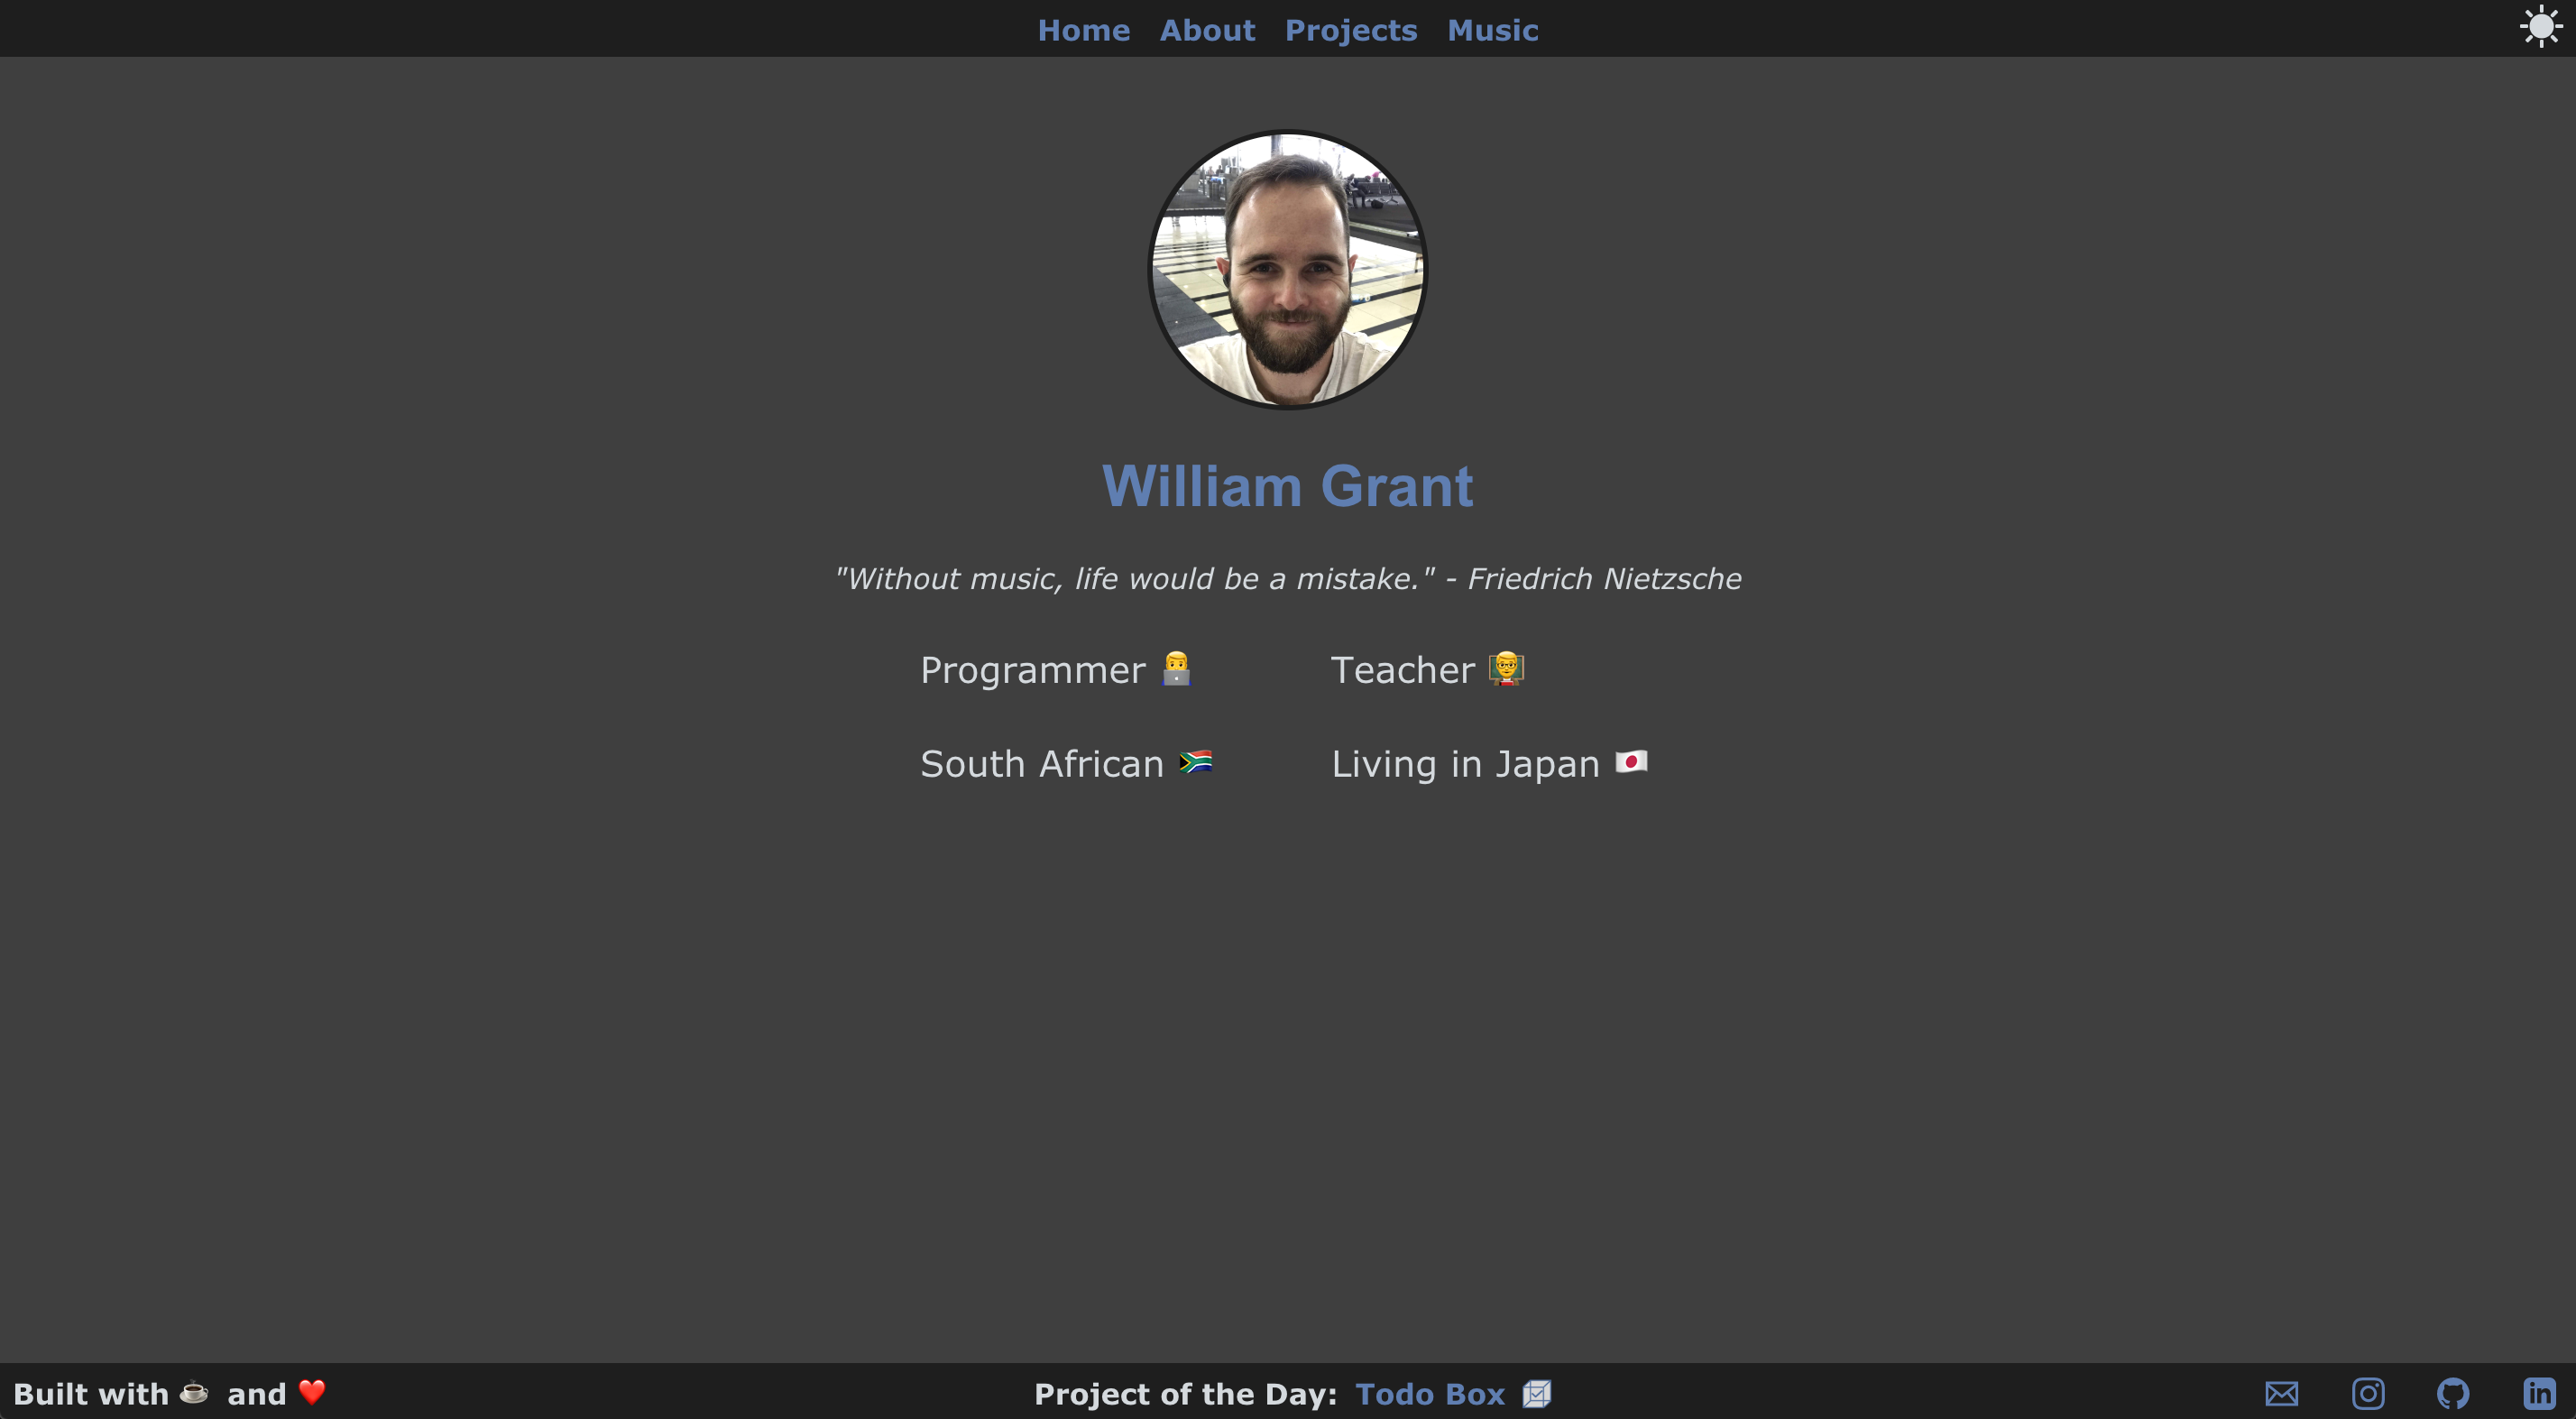 Home About Projects Music
William Grant
"Without music, life would be a mistake." - Friedrich Nietzsche
Programmer 👨‍💻 Teacher 👨‍🏫
South African 🇿🇦 Living in Japan 🇯🇵
Built with ☕ and ❤️ Project of the Day: Todo Box
in